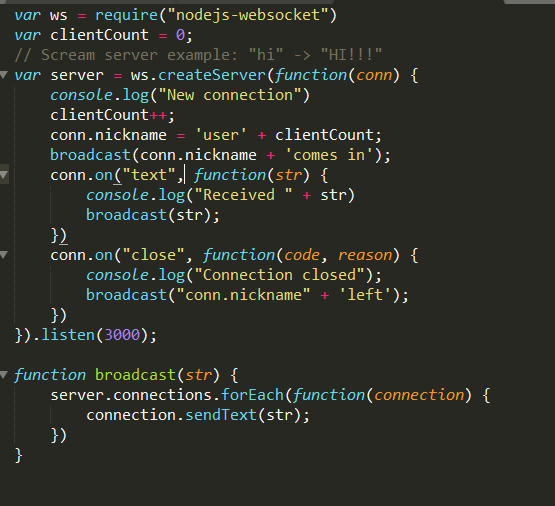 var ws = require("nodejs-websocket")
var clientCount = 0;
// Scream server example: "hi" -> "HI!!!"
var server = ws.createServer(function(conn) {
    console.log("New connection")
    clientCount++;
    conn.nickname = 'user' + clientCount;
    broadcast(conn.nickname + 'comes in');
    conn.on("text", function(str) {
        console.log("Received " + str)
        broadcast(str);
    })
    conn.on("close", function(code, reason) {
        console.log("Connection closed");
        broadcast("conn.nickname" + 'left');
    })
}).listen(3000);

function broadcast(str) {
    server.connections.forEach(function(connection) {
        connection.sendText(str);
    })
}